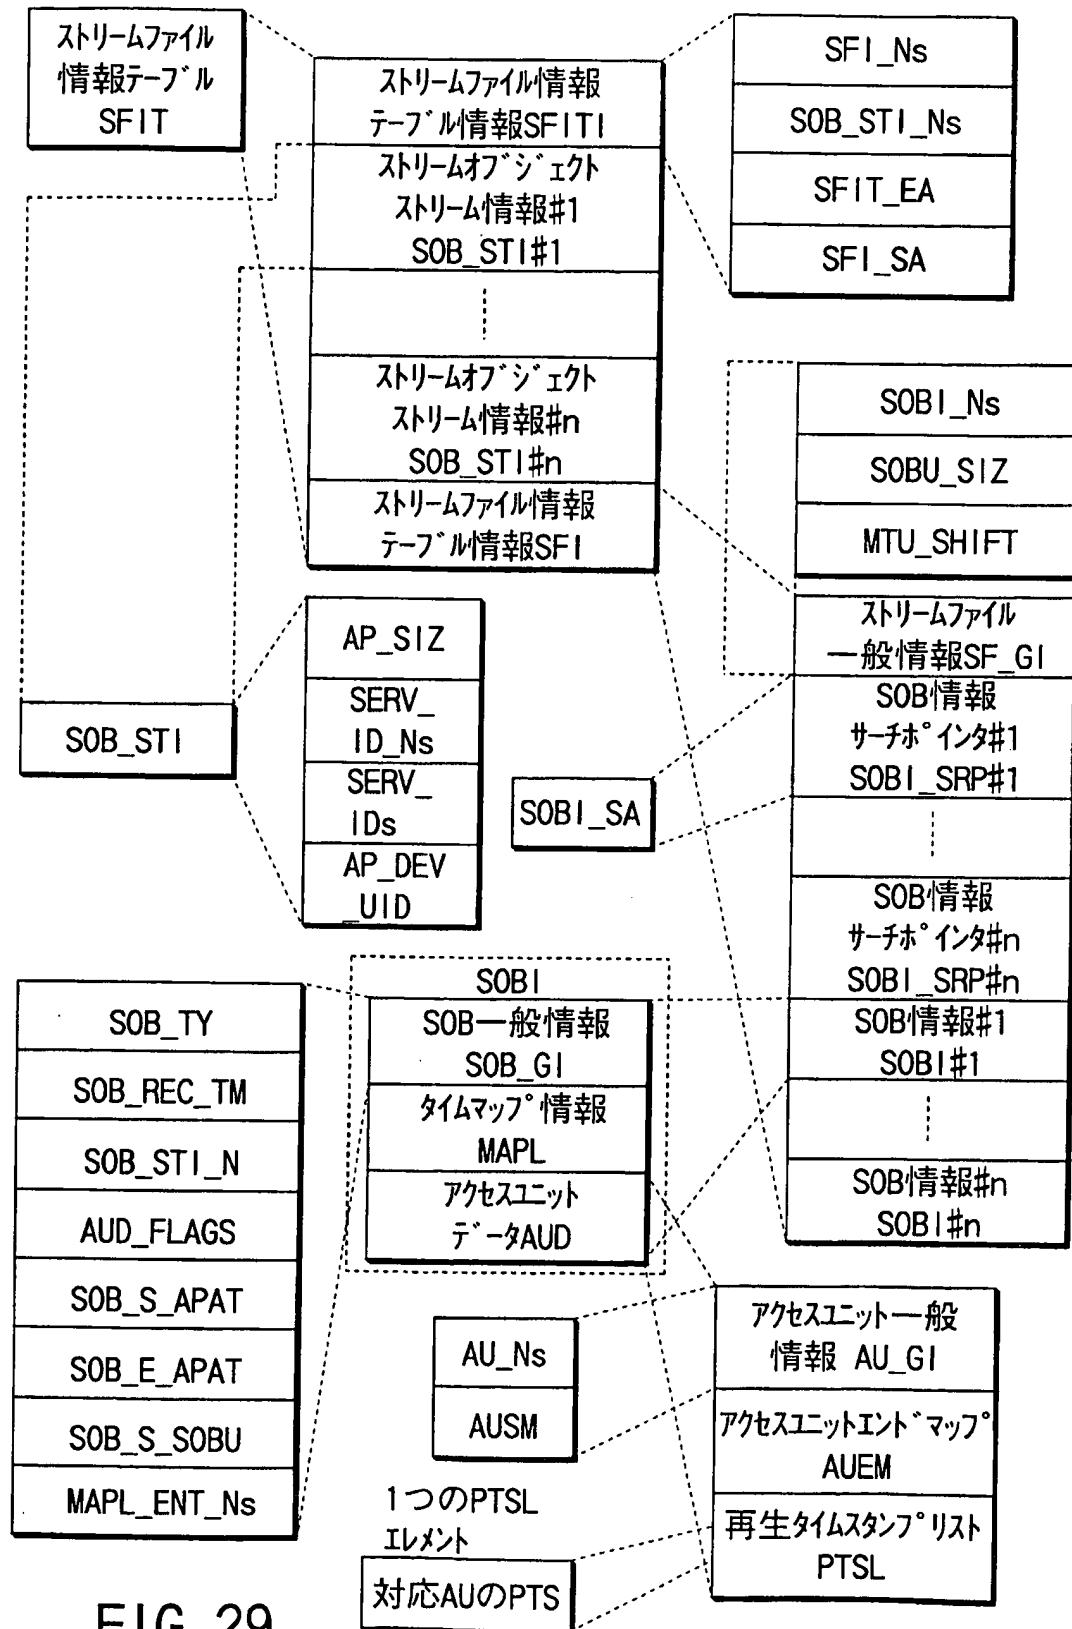 ストリームファイル
情報テーブル
SFIT
ストリームファイル情報
テーブル情報SFITI
ストリームオブジェクト
ストリーム情報#1
SOB_STI#1
ストリームオブジェクト
ストリーム情報#n
SOB_STI#n
ストリームファイル情報
テーブル情報SFI
SFI_Ns
SOB_STI_Ns
SFIT_EA
SFI_SA
SOBI_Ns
SOBU_SIZ
MTU_SHIFT
ストリームファイル
一般情報SF_GI
SOB情報
サーチポインタ#1
SOBI_SRP#1
SOB情報
サーチポインタ#n
SOBI_SRP#n
SOB情報#1
SOBI#1
SOB情報#n
SOBI#n
SOB_STI
AP_SIZ
SERV_
ID_Ns
SERV_
IDs
AP_DEV
_UID
SOBI_SA
SOBI
SOB一般情報
SOB_GI
タイムマップ情報
MAPL
アクセスユニット
データAUD
SOB_TY
SOB_REC_TM
SOB_STI_N
AUD_FLAGS
SOB_S_APAT
SOB_E_APAT
SOB_S_SOBU
MAPL_ENT_Ns
AU_Ns
AUSM
アクセスユニット一般
情報 AU_GI
アクセスユニットエンドマップ
AUEM
再生タイムスタンプリスト
PTSL
1つのPTSL
エレメント
対応AUのPTS
FIG. 29